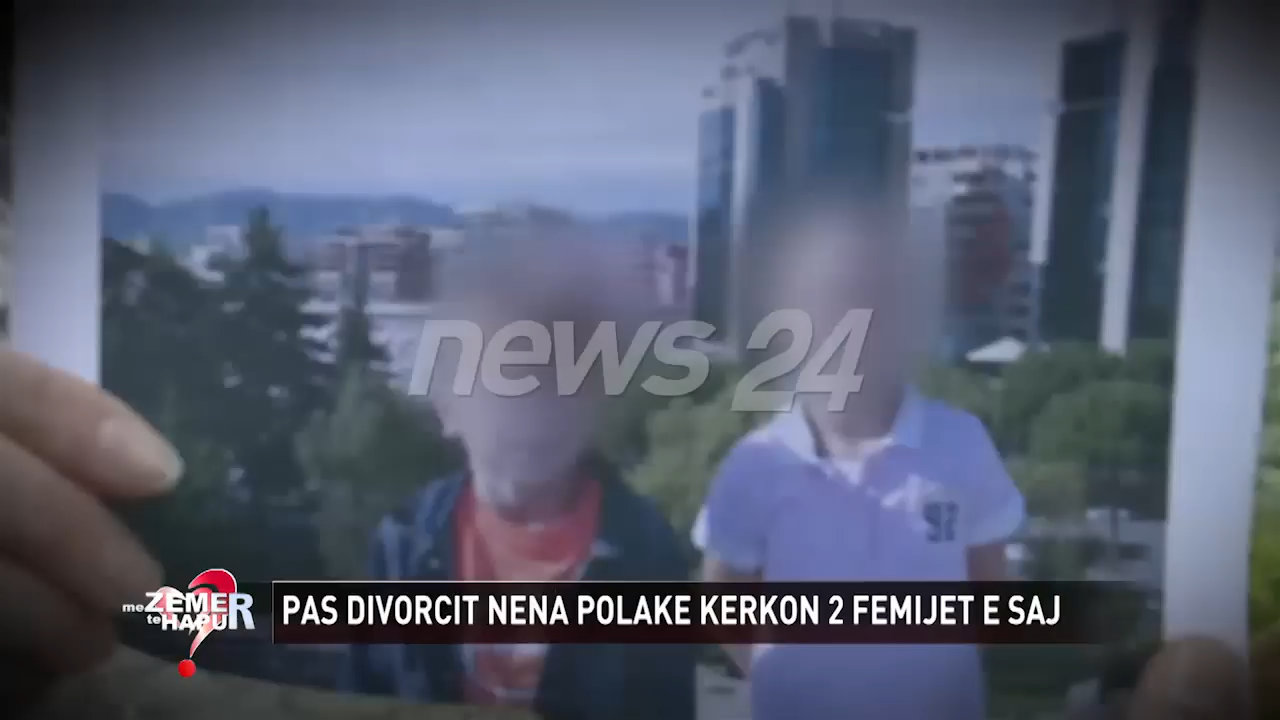 news 24
92
me ZEMER
te HAPUR
PAS DIVORCIT NENA POLAKE KERKON 2 FEMIJET E SAJ